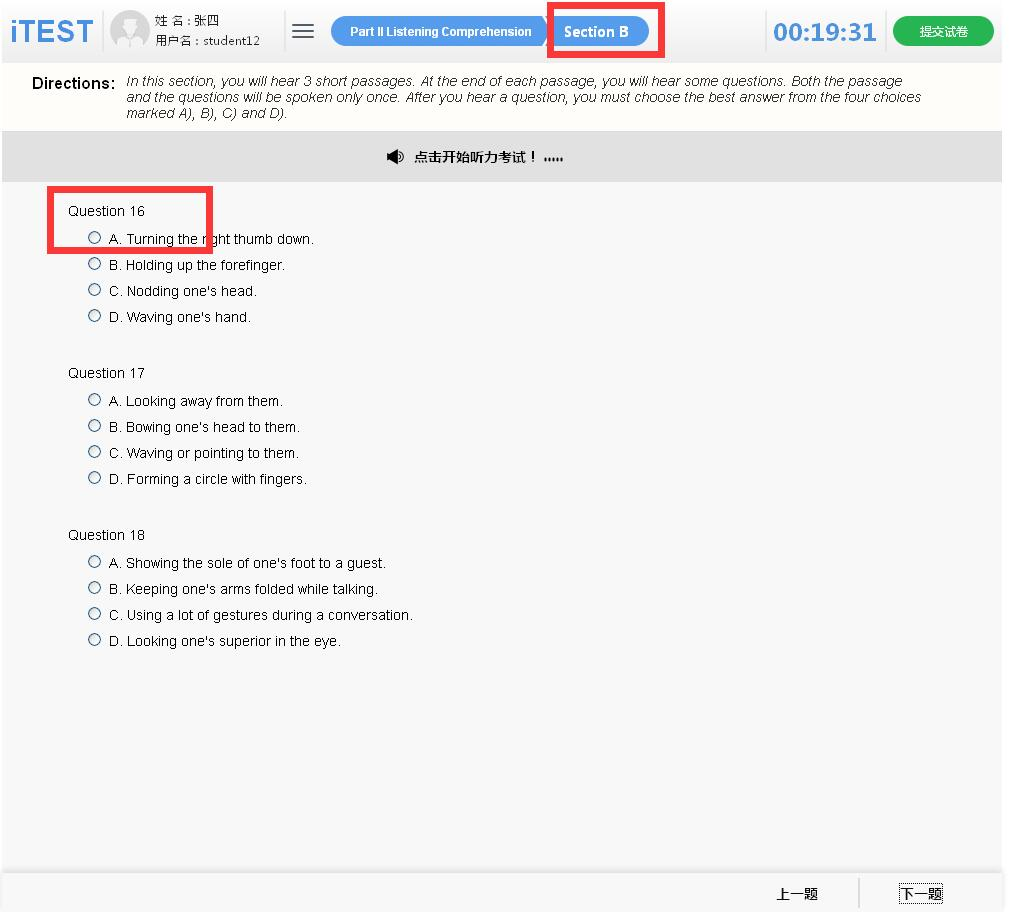 iTEST
姓 名：张四
用户名：student12
Part II Listening Comprehension
Section B
00:19:31
提交试卷
Directions: In this section, you will hear 3 short passages. At the end of each passage, you will hear some questions. Both the passage
and the questions will be spoken only once. After you hear a question, you must choose the best answer from the four choices
marked A), B), C) and D).
点击开始听力考试！.....
Question 16
A. Turning the right thumb down.
B. Holding up the forefinger.
C. Nodding one's head.
D. Waving one's hand.
Question 17
A. Looking away from them.
B. Bowing one's head to them.
C. Waving or pointing to them.
D. Forming a circle with fingers.
Question 18
A. Showing the sole of one's foot to a guest.
B. Keeping one's arms folded while talking.
C. Using a lot of gestures during a conversation.
D. Looking one's superior in the eye.
上一题
下一题